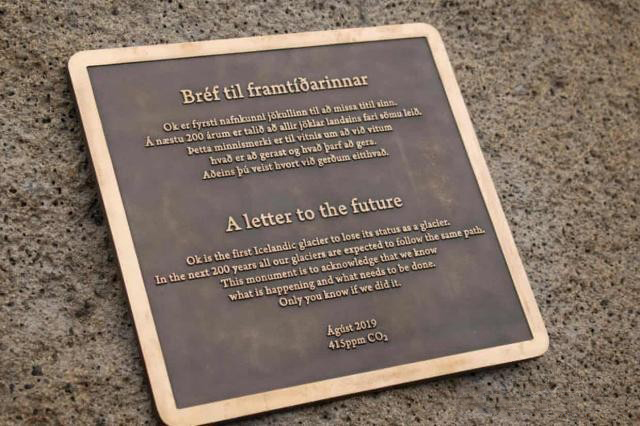 Bréf til framtíðarinnar
Ok er fyrsti nafnkunni jökullinn til að missa titil sinn.
Á næstu 200 árum er talið að allir jöklar landsins fari sömu leið.
Þetta minnismerki er til vitnis um að við vitum
hvað er að gerast og hvað þarf að gera.
Aðeins þú veist hvort við gerðum eitthvað.
A letter to the future
Ok is the first Icelandic glacier to lose its status as a glacier.
In the next 200 years all our glaciers are expected to follow the same path.
This monument is to acknowledge that we know
what is happening and what needs to be done.
Only you know if we did it.
Ágúst 2019
415ppm CO₂